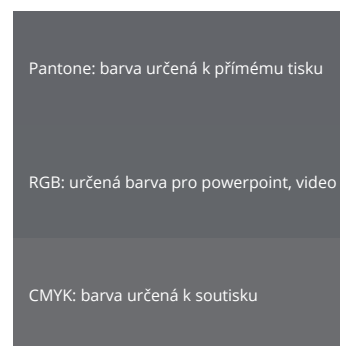 Pantone: barva určená k přímému tisku
RGB: určená barva pro powerpoint, video
CMYK: barva určená k soutisku